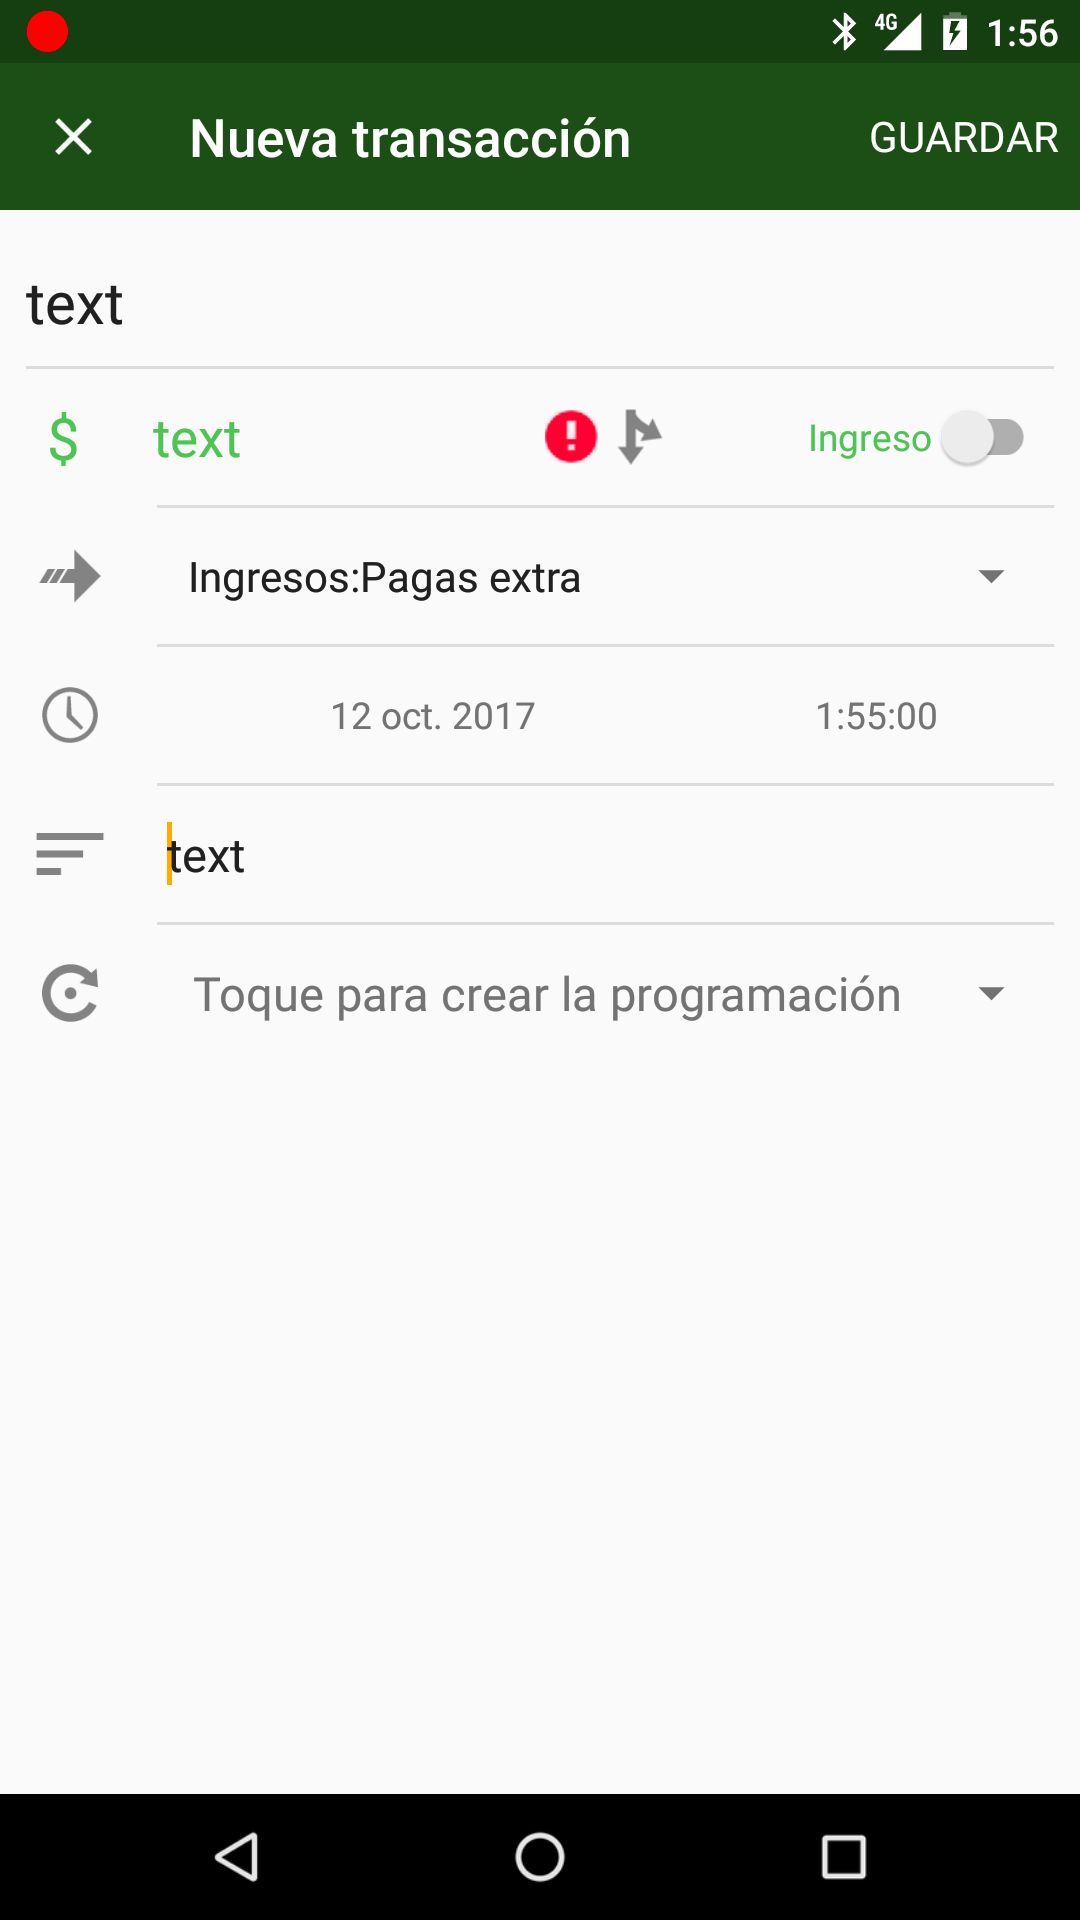 4G 1:56
Nueva transacción GUARDAR
text
$ text Ingreso
Ingresos:Pagas extra
12 oct. 2017 1:55:00
text
Toque para crear la programación